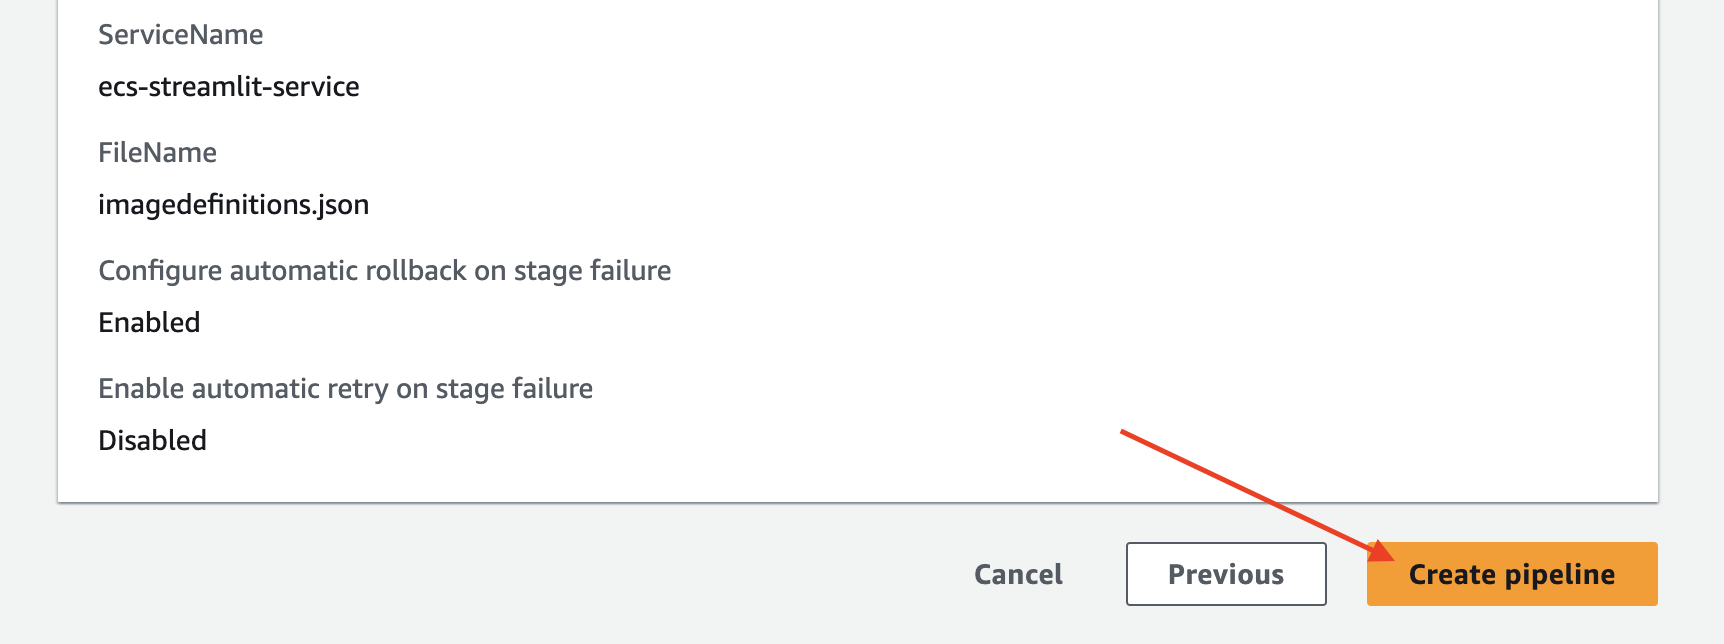 ServiceName
ecs-streamlit-service
FileName
imagedefinitions.json
Configure automatic rollback on stage failure
Enabled
Enable automatic retry on stage failure
Disabled
Cancel
Previous
Create pipeline